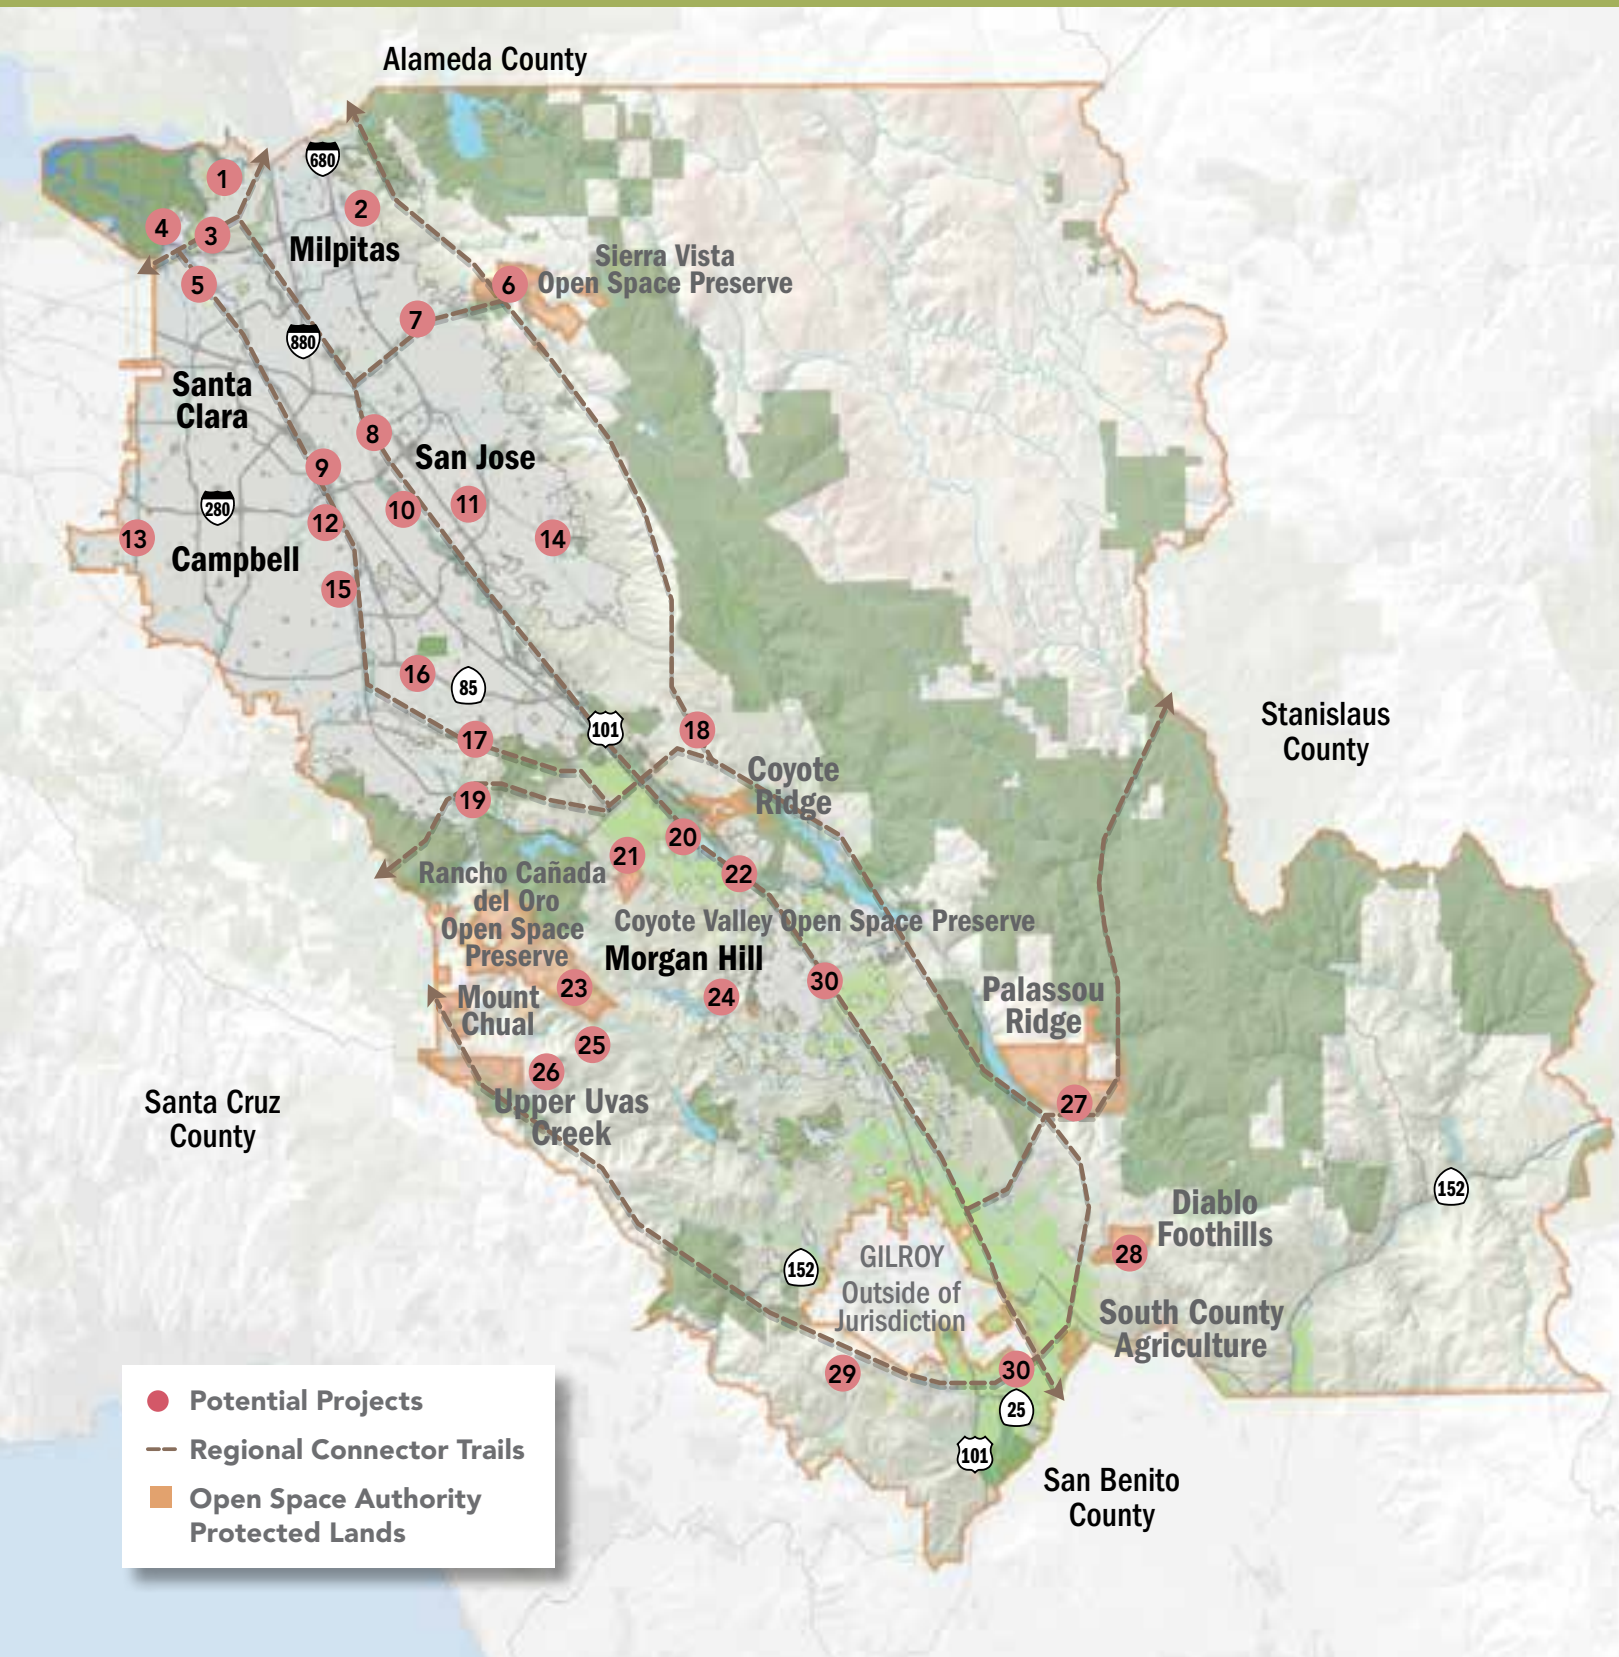 Alameda County
680
1
2
4
3
Milpitas
Sierra Vista
Open Space Preserve
5
6
7
880
Santa
Clara
8
San Jose
9
280
10
11
12
13
14
Campbell
15
16
85
101
18
17
Stanislaus
County
Coyote
Ridge
19
20
21
22
Rancho Cañada
del Oro
Open Space
Preserve
Coyote Valley Open Space Preserve
Morgan Hill
23
24
30
Mount
Chual
Palassou
Ridge
25
26
Upper Uvas
Creek
27
Santa Cruz
County
152
Diablo
Foothills
28
152
GILROY
Outside of
Jurisdiction
South County
Agriculture
29
30
25
101
San Benito
County
Potential Projects
Regional Connector Trails
Open Space Authority
Protected Lands